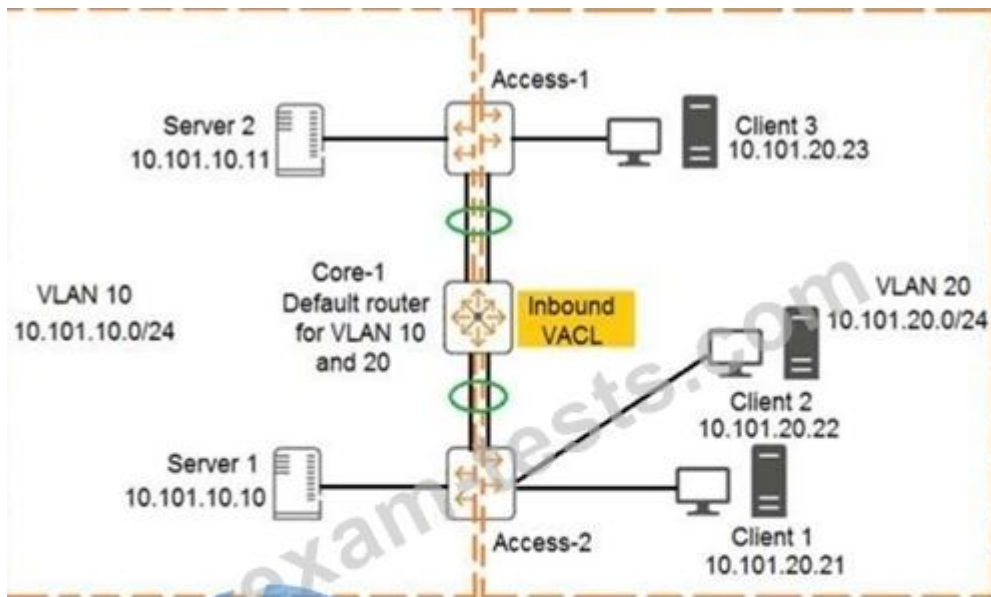 Access-1
Server 2
10.101.10.11
Client 3
10.101.20.23
Core-1
Default router
for VLAN 10
and 20
Inbound
VACL
VLAN 10
10.101.10.0/24
VLAN 20
10.101.20.0/24
Client 2
10.101.20.22
Server 1
10.101.10.10
Client 1
10.101.20.21
Access-2
exam-tests.com